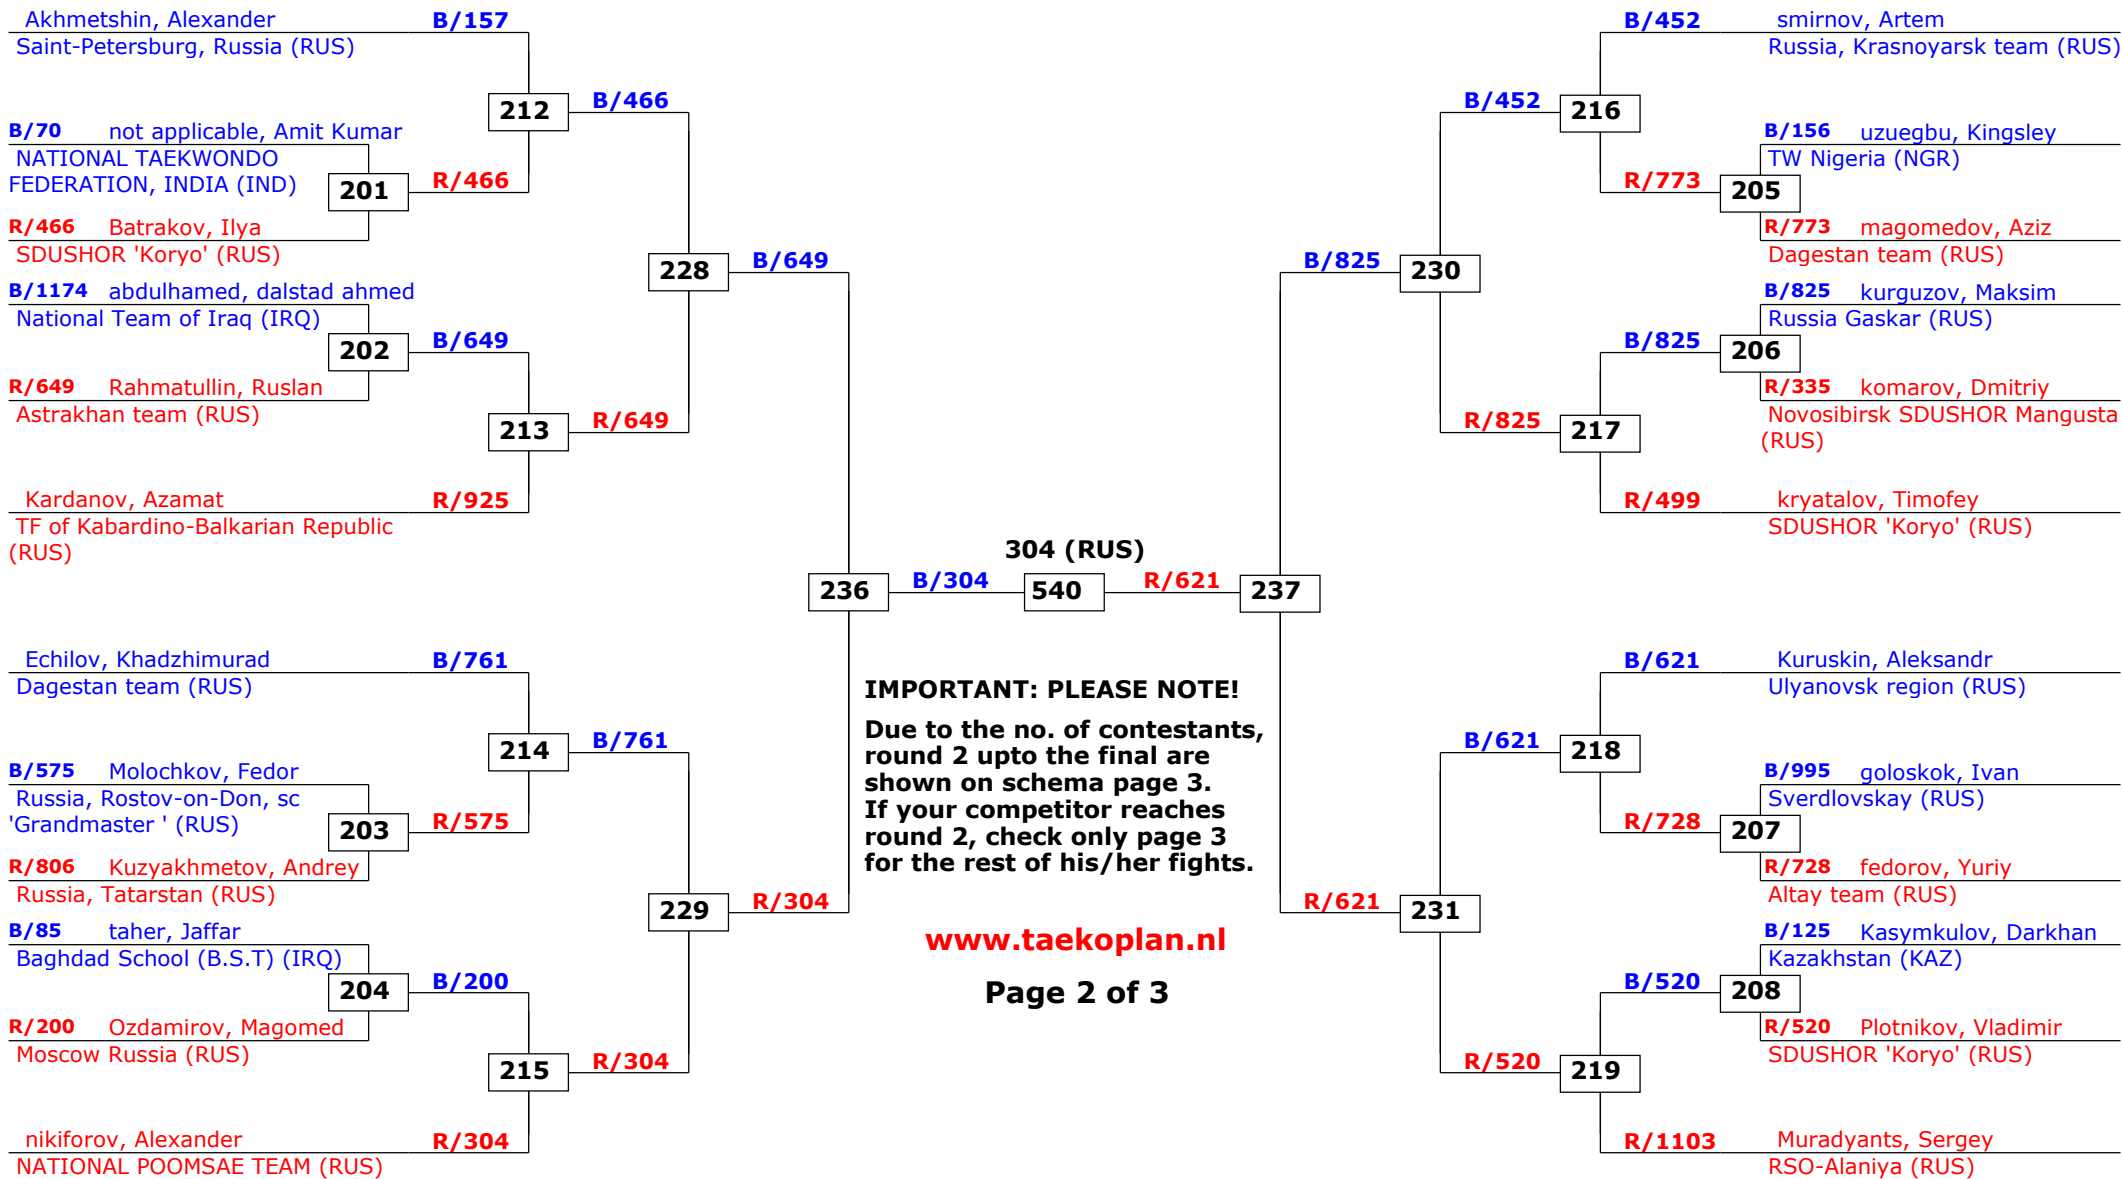 Akhmetshin, Alexander B/157
Saint-Petersburg, Russia (RUS)
212
B/466
B/70 not applicable, Amit Kumar
NATIONAL TAEKWONDO
FEDERATION, INDIA (IND)
201
R/466
R/466 Batrakov, Ilya
SDUSHOR 'Koryo' (RUS)
228
B/649
B/1174 abdulhamed, dalstad ahmed
National Team of Iraq (IRQ)
202
B/649
R/649 Rahmatullin, Ruslan
Astrakhan team (RUS)
213
R/649
Kardanov, Azamat R/925
TF of Kabardino-Balkarian Republic
(RUS)
304 (RUS)
236
B/304
540
R/621
237
Echilov, Khadzhimurad B/761
Dagestan team (RUS)
214
B/761
B/575 Molochkov, Fedor
Russia, Rostov-on-Don, sc
'Grandmaster ' (RUS)
203
R/575
R/806 Kuzyakhmetov, Andrey
Russia, Tatarstan (RUS)
229
R/304
B/85 taher, Jaffar
Baghdad School (B.S.T) (IRQ)
204
B/200
R/200 Ozdamirov, Magomed
Moscow Russia (RUS)
215
R/304
nikiforov, Alexander R/304
NATIONAL POOMSAE TEAM (RUS)
IMPORTANT: PLEASE NOTE!
Due to the no. of contestants,
round 2 upto the final are
shown on schema page 3.
If your competitor reaches
round 2, check only page 3
for the rest of his/her fights.
www.taekoplan.nl
Page 2 of 3
B/452 smirnov, Artem
Russia, Krasnoyarsk team (RUS)
B/452
216
B/156 uzuegbu, Kingsley
TW Nigeria (NGR)
R/773
205
R/773 magomedov, Aziz
Dagestan team (RUS)
B/825
230
B/825 kurguzov, Maksim
Russia Gaskar (RUS)
B/825
206
R/335 komarov, Dmitriy
Novosibirsk SDUSHOR Mangusta
(RUS)
R/825
217
R/499 kryatalov, Timofey
SDUSHOR 'Koryo' (RUS)
B/621 Kuruskin, Aleksandr
Ulyanovsk region (RUS)
B/621
218
B/995 goloskok, Ivan
Sverdlovskay (RUS)
R/728
207
R/728 fedorov, Yuriy
Altay team (RUS)
R/621
231
B/125 Kasymkulov, Darkhan
Kazakhstan (KAZ)
B/520
208
R/520 Plotnikov, Vladimir
SDUSHOR 'Koryo' (RUS)
R/520
219
R/1103 Muradyants, Sergey
RSO-Alaniya (RUS)